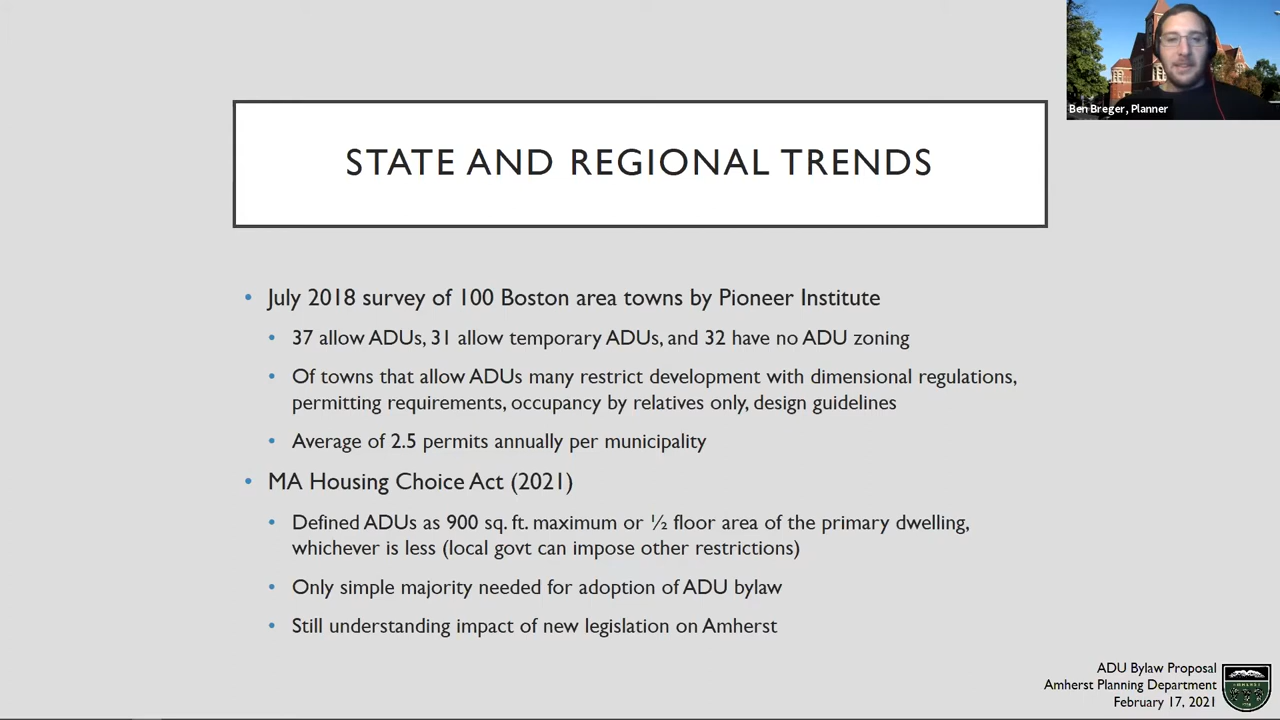 Ben Breger, Planner
STATE AND REGIONAL TRENDS
• July 2018 survey of 100 Boston area towns by Pioneer Institute
• 37 allow ADUs, 31 allow temporary ADUs, and 32 have no ADU zoning
• Of towns that allow ADUs many restrict development with dimensional regulations,
permitting requirements, occupancy by relatives only, design guidelines
• Average of 2.5 permits annually per municipality
• MA Housing Choice Act (2021)
• Defined ADUs as 900 sq. ft. maximum or ½ floor area of the primary dwelling,
whichever is less (local govt can impose other restrictions)
• Only simple majority needed for adoption of ADU bylaw
• Still understanding impact of new legislation on Amherst
ADU Bylaw Proposal
Amherst Planning Department
February 17, 2021